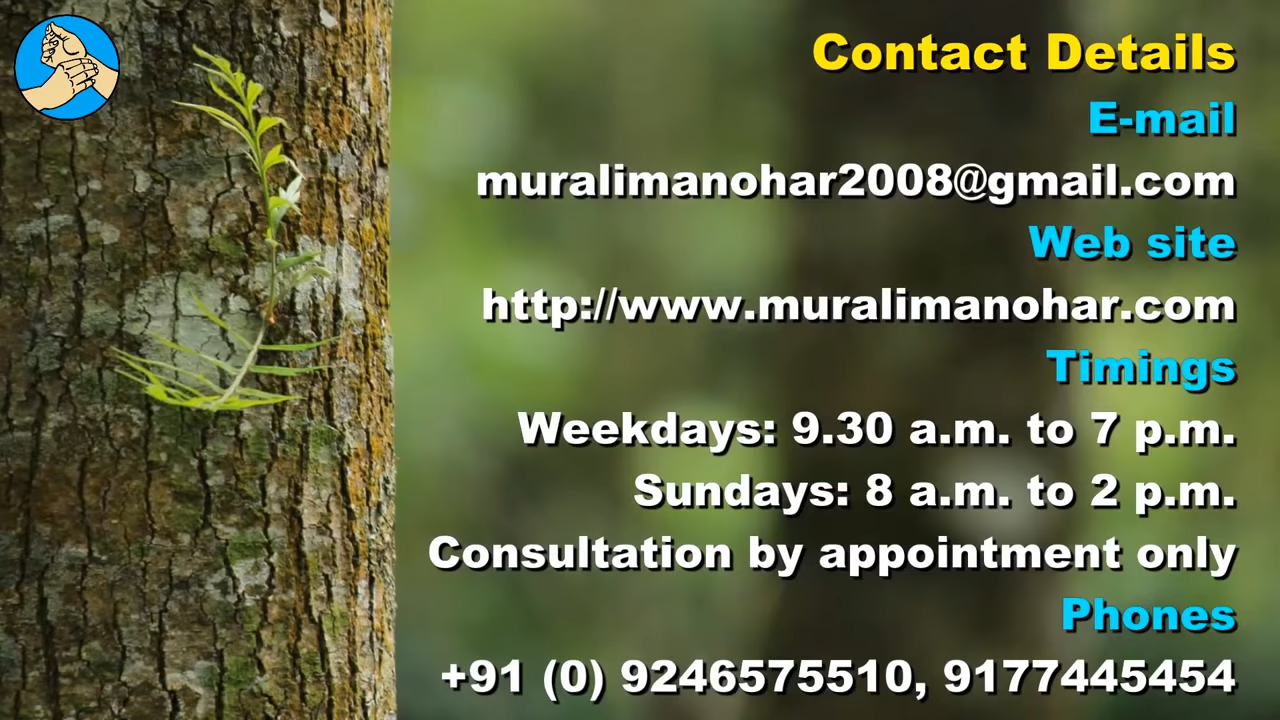 Contact Details
E-mail
muralimanohar2008@gmail.com
Web site
http://www.muralimanohar.com
Timings
Weekdays: 9.30 a.m. to 7 p.m.
Sundays: 8 a.m. to 2 p.m.
Consultation by appointment only
Phones
+91 (0) 9246575510, 9177445454